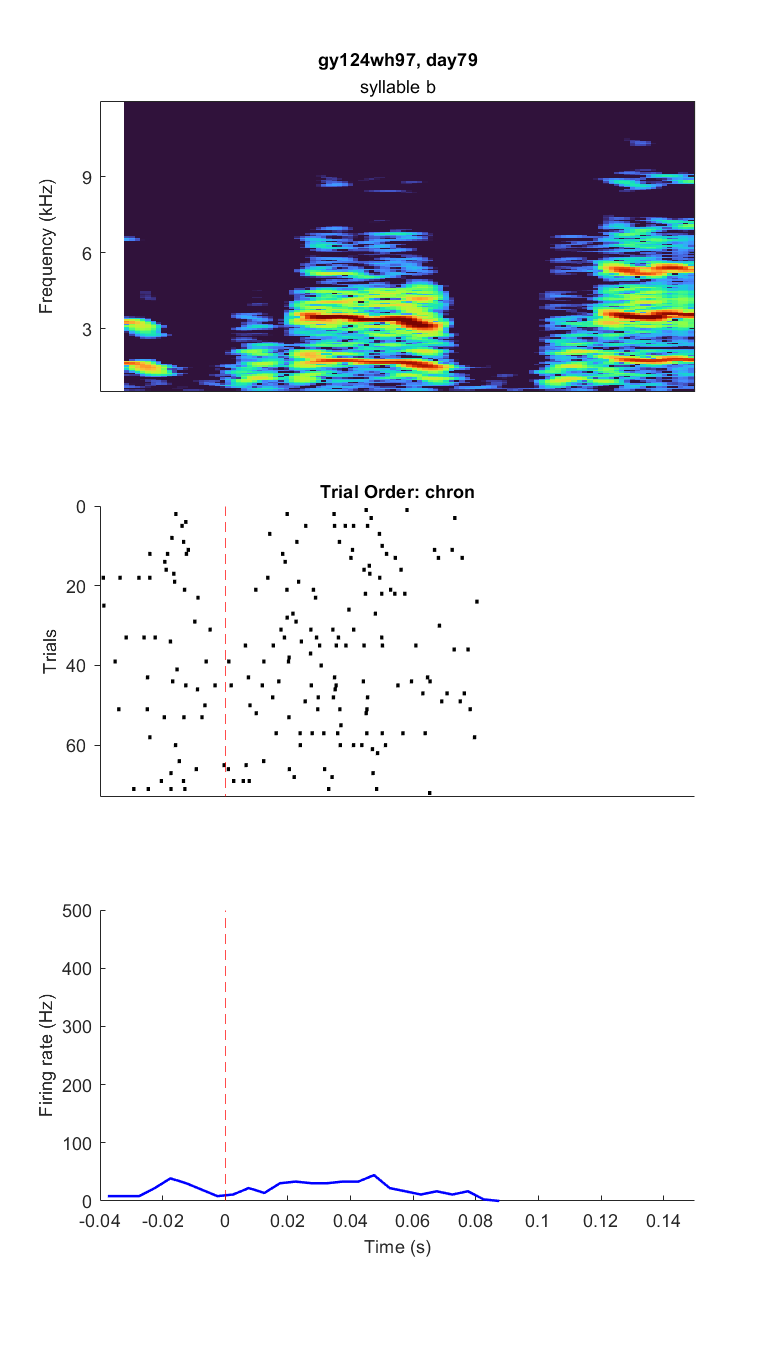 gy124wh97, day79
syllable b
9
6
3
Frequency (kHz)
Trial Order: chron
0
20
40
60
Trials
500
400
300
200
100
0
Firing rate (Hz)
-0.04 -0.02 0 0.02 0.04 0.06 0.08 0.1 0.12 0.14
Time (s)